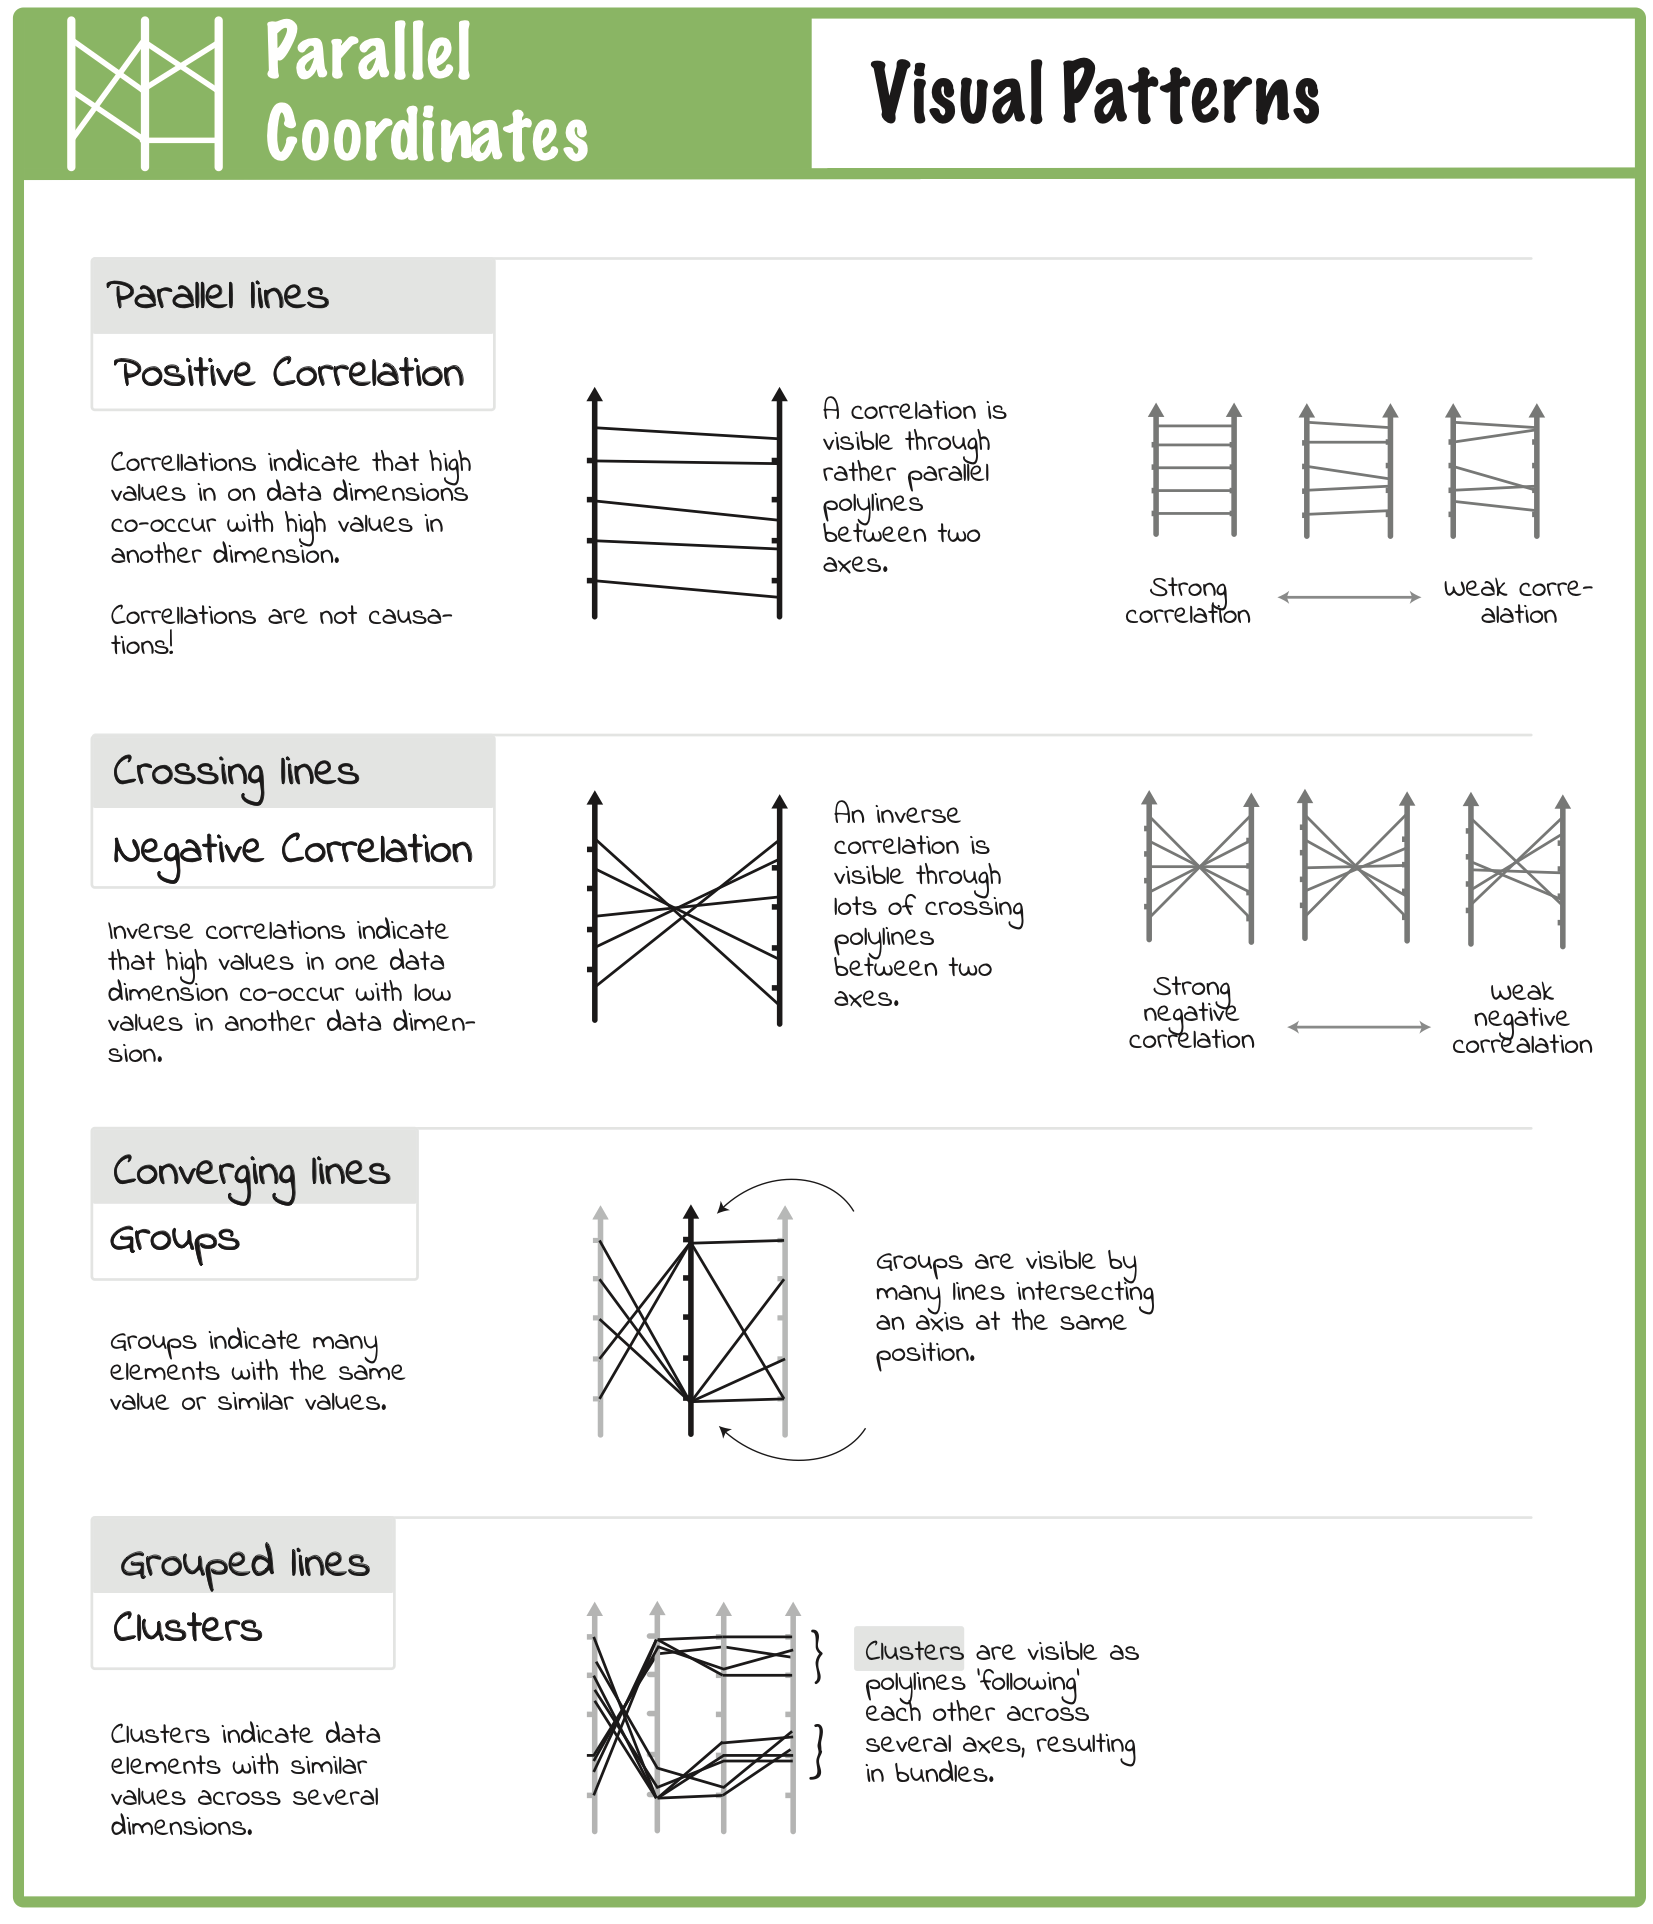 Parallel
Coordinates
Visual Patterns
Parallel lines
Positive Correlation
Correllations indicate that high
values in on data dimensions
co-occur with high values in
another dimension.
Correllations are not causa-
tions!
A correlation is
visible through
rather parallel
polylines
between two
axes.
Strong
correlation
Weak corre-
alation
Crossing lines
Negative Correlation
Inverse correlations indicate
that high values in one data
dimension co-occur with low
values in another data dimen-
sion.
An inverse
correlation is
visible through
lots of crossing
polylines
between two
axes.
Strong
negative
correlation
Weak
negative
correalation
Converging lines
Groups
Groups indicate many
elements with the same
value or similar values.
Groups are visible by
many lines intersecting
an axis at the same
position.
Grouped lines
Clusters
Clusters indicate data
elements with similar
values across several
dimensions.
Clusters are visible as
polylines 'following'
each other across
several axes, resulting
in bundles.